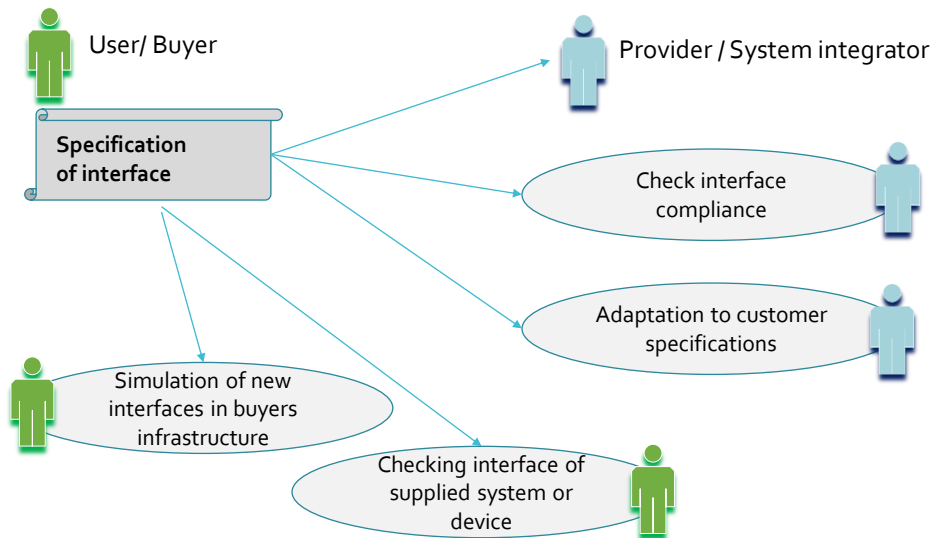 User/ Buyer
Provider / System integrator
Specification
of interface
Check interface
compliance
Adaptation to customer
specifications
Simulation of new
interfaces in buyers
infrastructure
Checking interface of
supplied system or
device